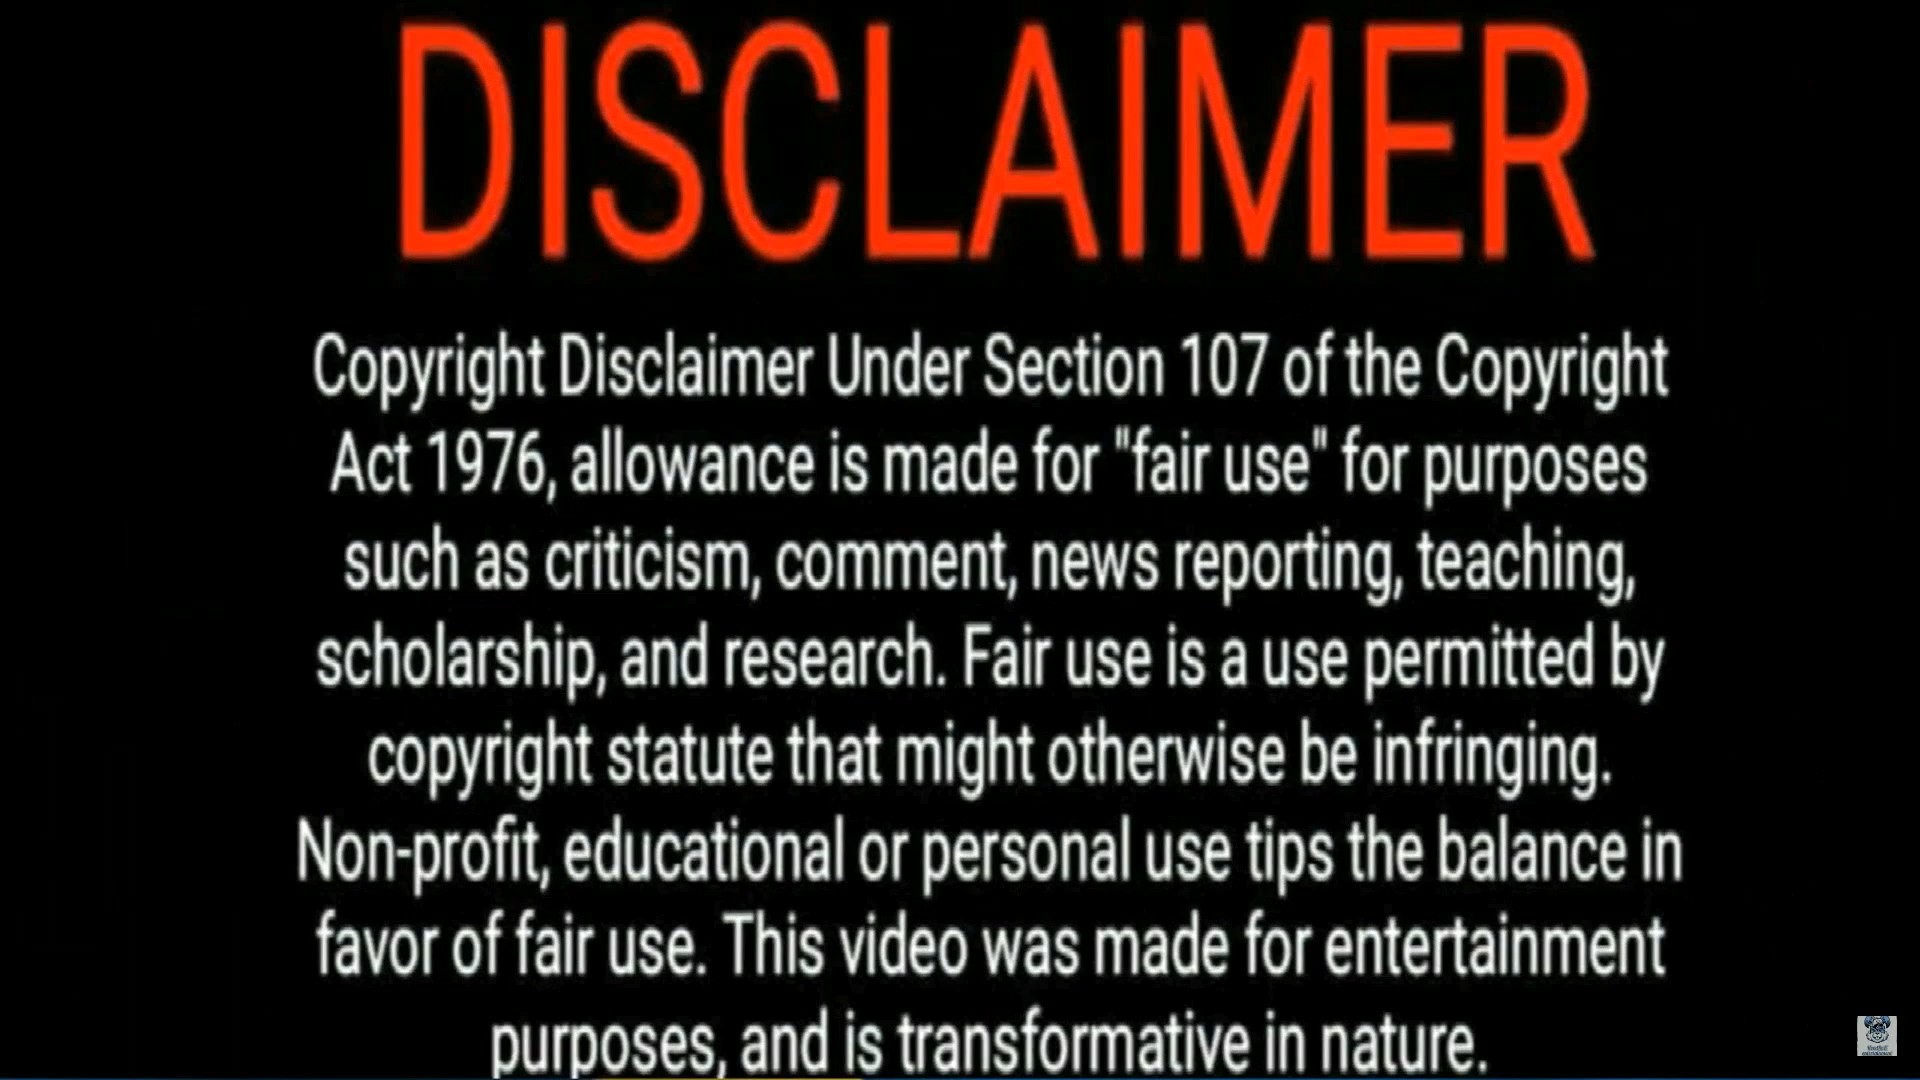 DISCLAIMER
Copyright Disclaimer Under Section 107 of the Copyright
Act 1976, allowance is made for "fair use" for purposes
such as criticism, comment, news reporting, teaching,
scholarship, and research. Fair use is a use permitted by
copyright statute that might otherwise be infringing.
Non-profit, educational or personal use tips the balance in
favor of fair use. This video was made for entertainment
purposes, and is transformative in nature.